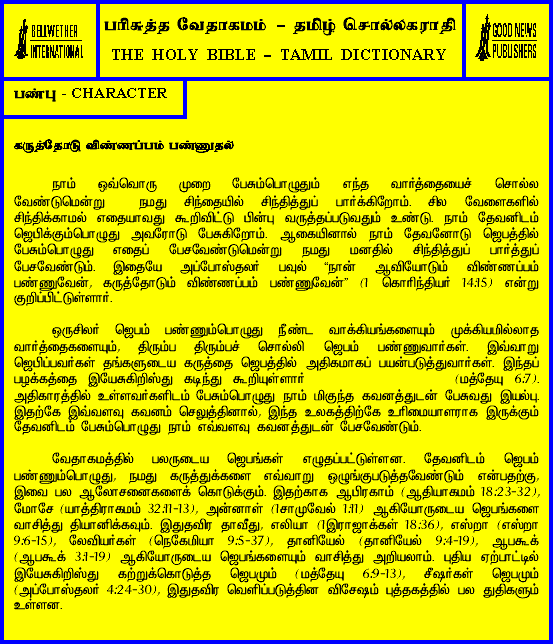 BELLWETHER
INTERNATIONAL
பரிசுத்த வேதாகமம் – தமிழ் சொல்லகராதி
THE HOLY BIBLE – TAMIL DICTIONARY
GOOD NEWS
PUBLISHERS
பண்பு - CHARACTER
கருத்தோடு விண்ணப்பம் பண்ணுதல்
நாம் ஒவ்வொரு முறை பேசும்பொழுதும் எந்த வார்த்தையைச் சொல்ல
வேண்டுமென்று நமது சிந்தையில் சிந்தித்துப் பார்க்கிறோம். சில வேளைகளில்
சிந்திக்காமல் எதையாவது கூறிவிட்டு பின்பு வருத்தப்படுவதும் உண்டு. நாம் தேவனிடம்
ஜெபிக்கும்பொழுது அவரோடு பேசுகிறோம். ஆகையினால் நாம் தேவனோடு ஜெபத்தில்
பேசும்பொழுது எதைப் பேசவேண்டுமென்று நமது மனதில் சிந்தித்துப் பார்த்துப்
பேசவேண்டும். இதையே அப்போஸ்தலர் பவுல் “நான் ஆவியோடும் விண்ணப்பம்
பண்ணுவேன், கருத்தோடும் விண்ணப்பம் பண்ணுவேன்” (1 கொரிந்தியர் 14:15) என்று
குறிப்பிட்டுள்ளார்.
ஒருசிலர் ஜெபம் பண்ணும்பொழுது நீண்ட வாக்கியங்களையும் முக்கியமில்லாத
வார்த்தைகளையும், திரும்ப திரும்பச் சொல்லி ஜெபம் பண்ணுவார்கள். இவ்வாறு
ஜெபிப்பவர்கள் தங்களுடைய கருத்தை ஜெபத்தில் அதிகமாகப் பயன்படுத்துவார்கள். இந்தப்
பழக்கத்தை இயேசுகிறிஸ்து கடிந்து கூறியுள்ளார் (மத்தேயு 6:7).
அதிகாரத்தில் உள்ளவர்களிடம் பேசும்பொழுது நாம் மிகுந்த கவனத்துடன் பேசுவது இயல்பு.
இதற்கே இவ்வளவு கவனம் செலுத்தினால், இந்த உலகத்திற்கே உரிமையாளராக இருக்கும்
தேவனிடம் பேசும்பொழுது நாம் எவ்வளவு கவனத்துடன் பேசவேண்டும்.
வேதாகமத்தில் பலருடைய ஜெபங்கள் எழுதப்பட்டுள்ளன. தேவனிடம் ஜெபம்
பண்ணும்பொழுது, நமது கருத்துக்களை எவ்வாறு ஒழுங்குபடுத்தவேண்டும் என்பதற்கு,
இவை பல ஆலோசனைகளைக் கொடுக்கும். இதற்காக ஆபிரகாம் (ஆதியாகமம் 18:23-32),
மோசே (யாத்திராகமம் 32:11-13), அன்னாள் (1சாமுவேல் 1:11) ஆகியோருடைய ஜெபங்களை
வாசித்து தியானிக்கவும். இதுதவிர தாவீது, எலியா (1இராஜாக்கள் 18:36), எஸ்றா (எஸ்றா
9:6-15), லேவியர்கள் (நெகேமியா 9:5-37), தானியேல் (தானியேல் 9:4-19), ஆபகூக்
(ஆபகூக் 3:1-19) ஆகியோருடைய ஜெபங்களையும் வாசித்து அறியலாம். புதிய ஏற்பாட்டில்
இயேசுகிறிஸ்து கற்றுக்கொடுத்த ஜெபமும் (மத்தேயு 6:9-13), சீஷர்கள் ஜெபமும்
(அப்போஸ்தலர் 4:24-30), இதுதவிர வெளிப்படுத்தின விசேஷம் புத்தகத்தில் பல துதிகளும்
உள்ளன.